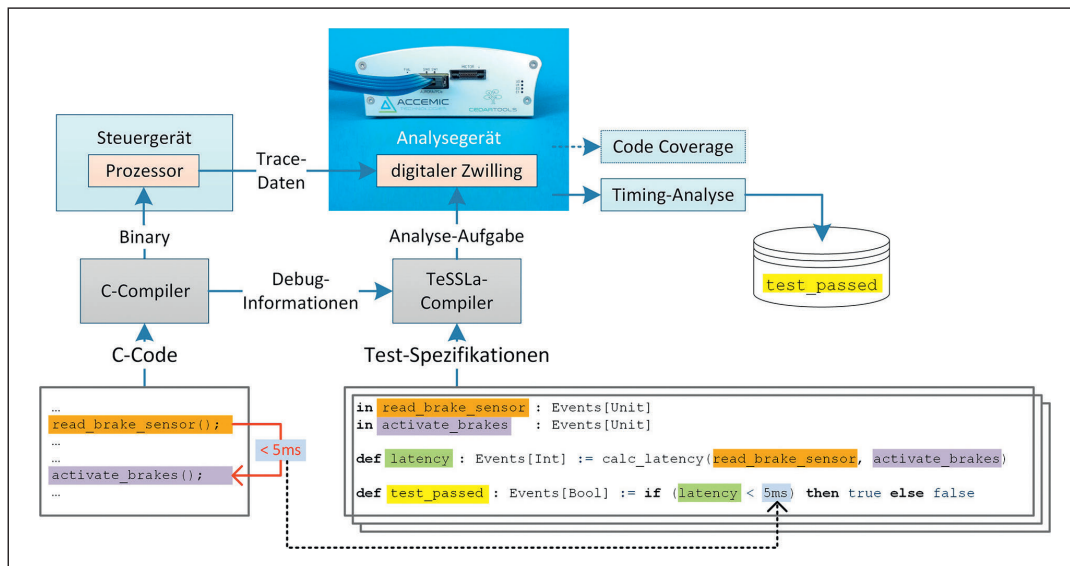 ACCEMIC
TECHNOLOGIES
CEDARTOOLS
Steuergerät
Prozessor
Trace-
Daten
Analysegerät
digitaler Zwilling
Code Coverage
Timing-Analyse
Binary
Analyse-Aufgabe
C-Compiler
Debug-
Informationen
TeSSLa-
Compiler
test_passed
C-Code
Test-Spezifikationen
…
read_brake_sensor();
…
…
activate_brakes();
…
< 5ms
in read_brake_sensor : Events[Unit]
in activate_brakes : Events[Unit]
def latency : Events[Int] := calc_latency(read_brake_sensor, activate_brakes)
def test_passed : Events[Bool] := if (latency < 5ms) then true else false